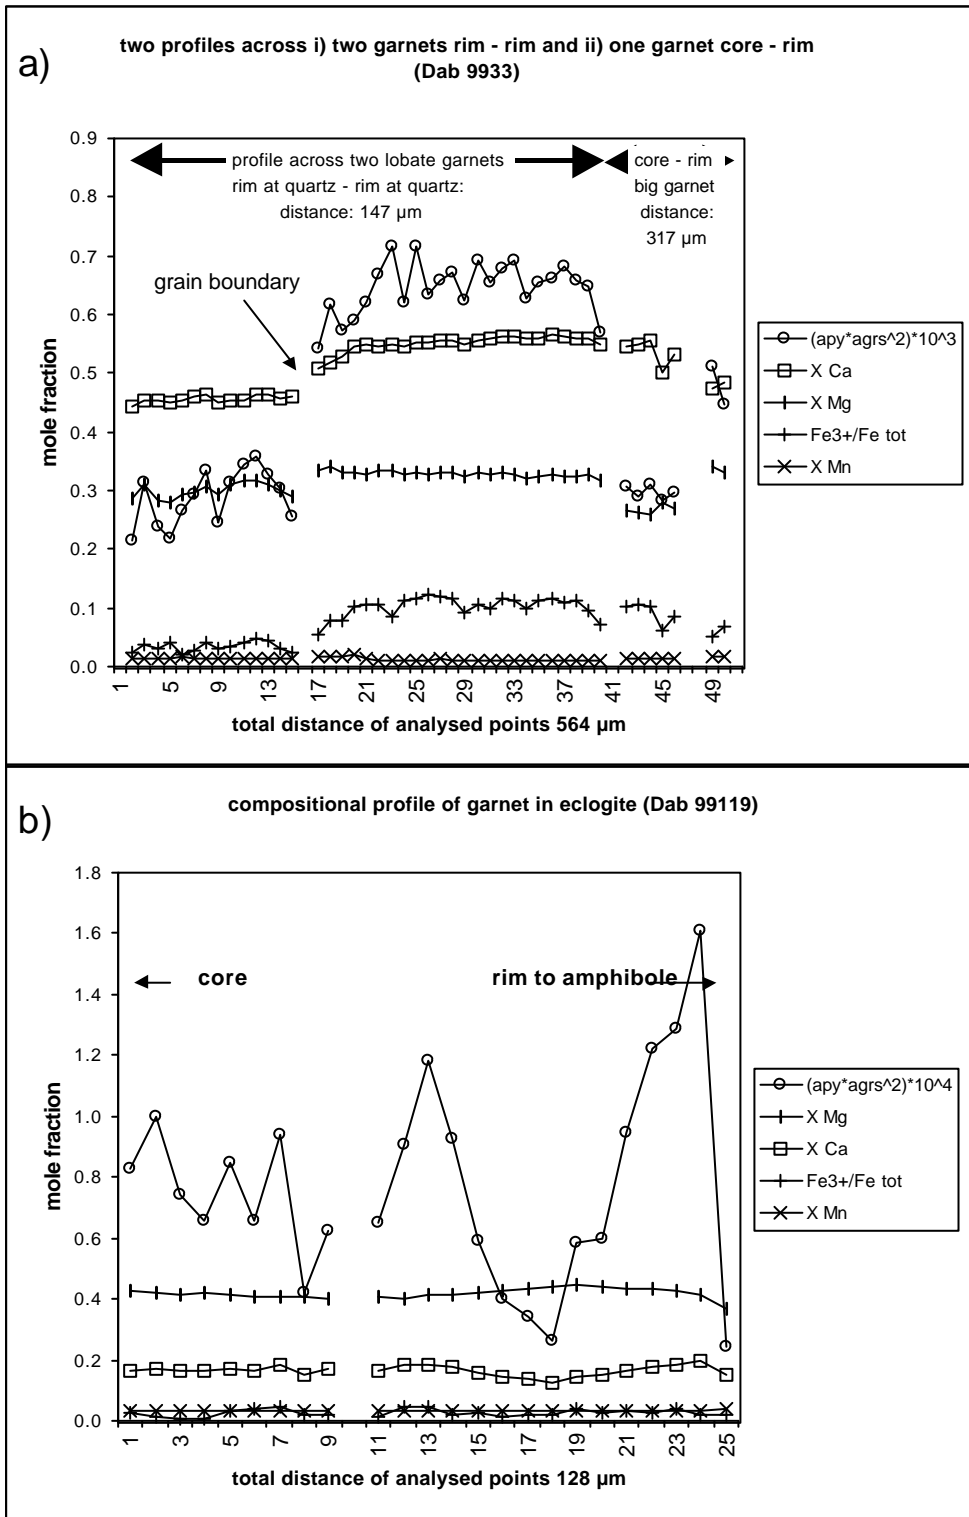 a)
two profiles across i) two garnets rim - rim and ii) one garnet core - rim
(Dab 9933)
mole fraction
0.9
0.8
0.7
0.6
0.5
0.4
0.3
0.2
0.1
0.0
profile across two lobate garnets
rim at quartz - rim at quartz:
distance: 147 µm
core - rim
big garnet
distance:
317 µm
grain boundary
(apy*agrs^2)*10^3
X Ca
X Mg
Fe3+/Fe tot
X Mn
1 5 9 13 17 21 25 29 33 37 41 45 49
total distance of analysed points 564 µm
b)
compositional profile of garnet in eclogite (Dab 99119)
mole fraction
1.8
1.6
1.4
1.2
1.0
0.8
0.6
0.4
0.2
0.0
core
rim to amphibole
(apy*agrs^2)*10^4
X Mg
X Ca
Fe3+/Fe tot
X Mn
1 3 5 7 9 11 13 15 17 19 21 23 25
total distance of analysed points 128 µm